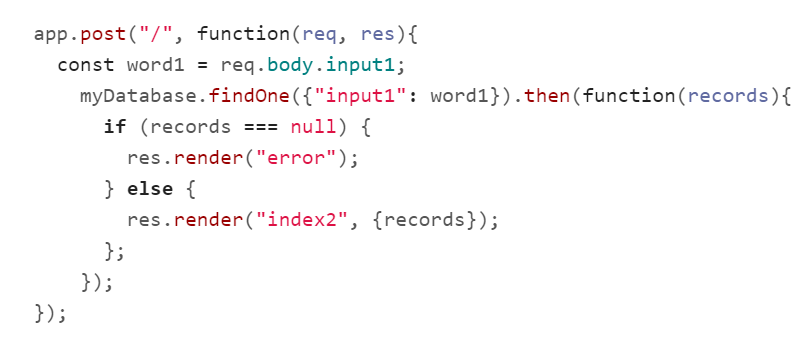 app.post("/", function(req, res){
  const word1 = req.body.input1;
    myDatabase.findOne({"input1": word1}).then(function(records){
      if (records === null) {
        res.render("error");
      } else {
        res.render("index2", {records});
      };
    });
});